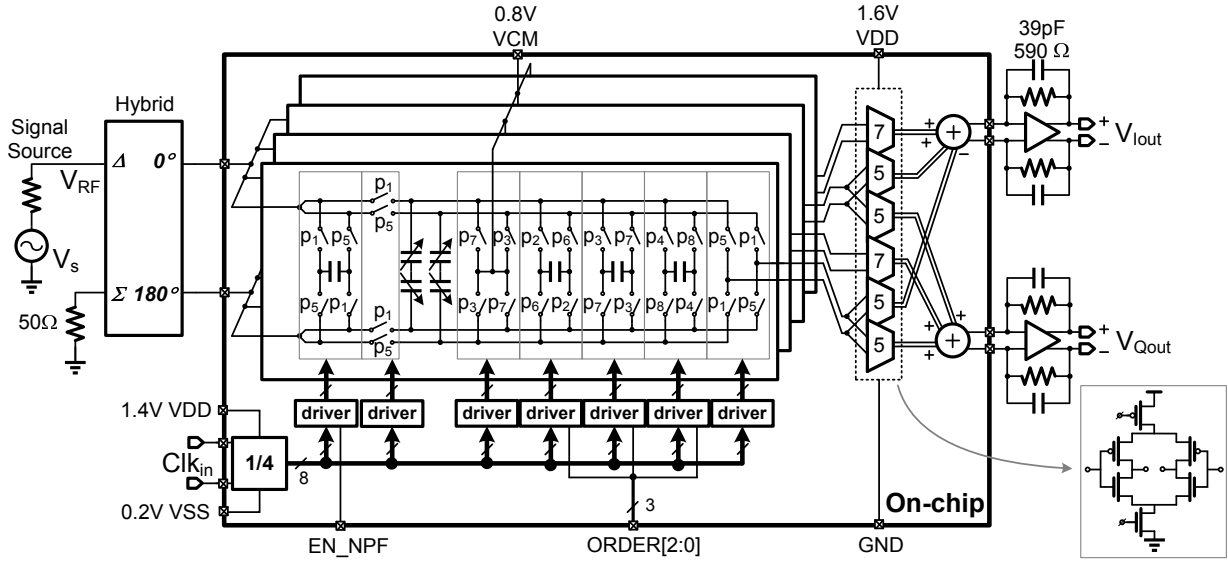 0.8V
VCM
1.6V
VDD
39pF
590 Ω
Hybrid
Signal
Source
V_RF
Δ 0°
V_s
Σ 180°
50Ω
p₁
p₅
p₁ p₅
p₇ p₃ p₂ p₆ p₃ p₇ p₄ p₈ p₅ p₁
p₅ p₁
p₃ p₇ p₆ p₂ p₇ p₃ p₈ p₄ p₁ p₅
p₁
p₅
7
5
5
7
5
5
+ + + −
+ + + +
+
−
V_Iout
+
−
V_Qout
driver driver driver driver driver driver driver
1.4V VDD
Clk_in
1/4
8
0.2V VSS
3
On-chip
EN_NPF
ORDER[2:0]
GND